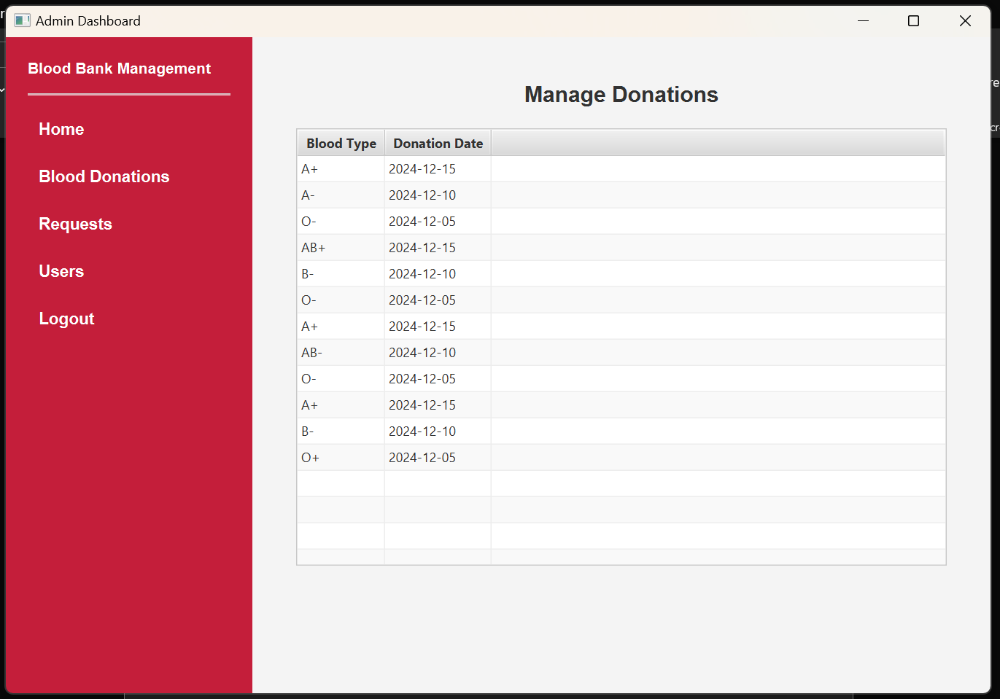 Admin Dashboard
Blood Bank Management
Home
Blood Donations
Requests
Users
Logout
Manage Donations
Blood Type Donation Date
A+ 2024-12-15
A- 2024-12-10
O- 2024-12-05
AB+ 2024-12-15
B- 2024-12-10
O- 2024-12-05
A+ 2024-12-15
AB- 2024-12-10
O- 2024-12-05
A+ 2024-12-15
B- 2024-12-10
O+ 2024-12-05